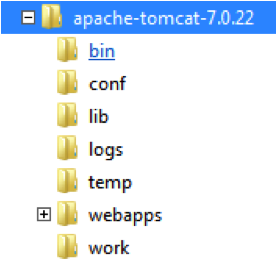 apache-tomcat-7.0.22
bin
conf
lib
logs
temp
webapps
work